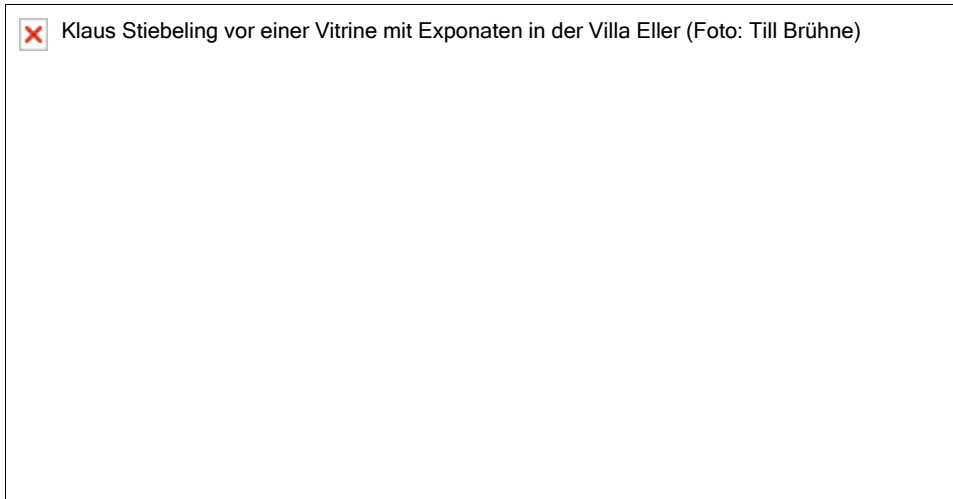 Klaus Stiebeling vor einer Vitrine mit Exponaten in der Villa Eller (Foto: Till Brühne)